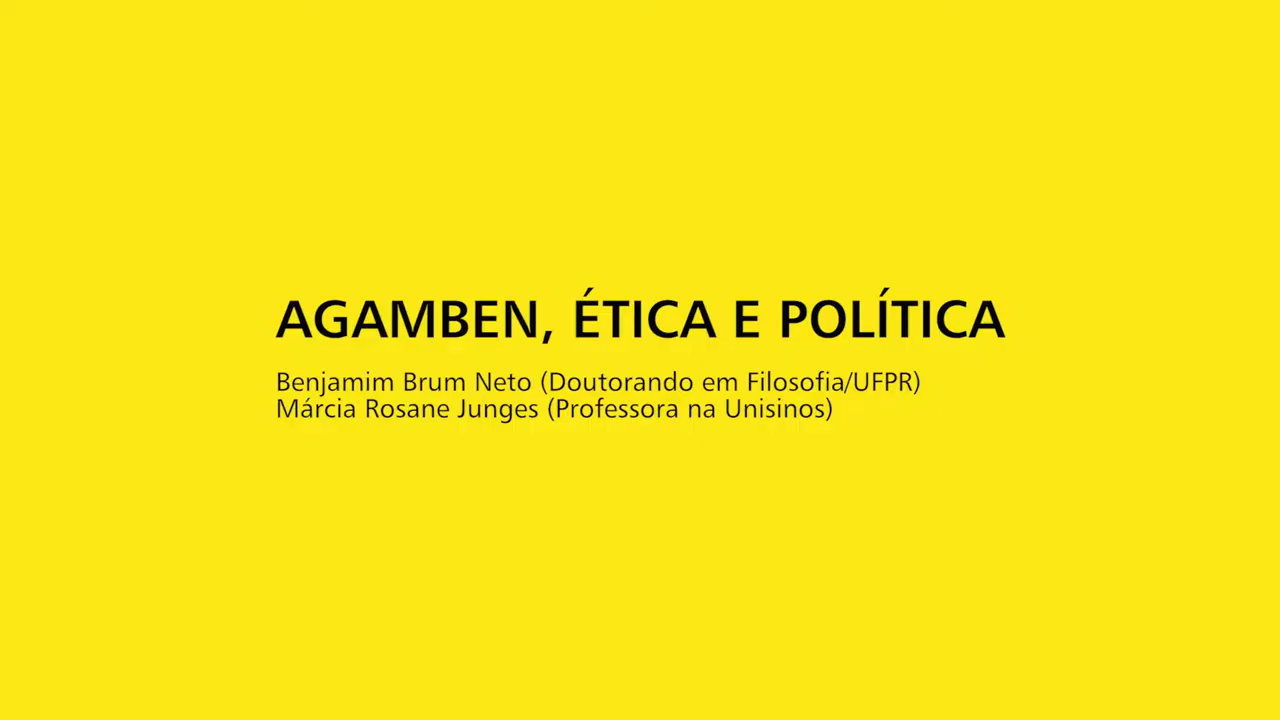 AGAMBEN, ÉTICA E POLÍTICA
Benjamim Brum Neto (Doutorando em Filosofia/UFPR)
Márcia Rosane Junges (Professora na Unisinos)